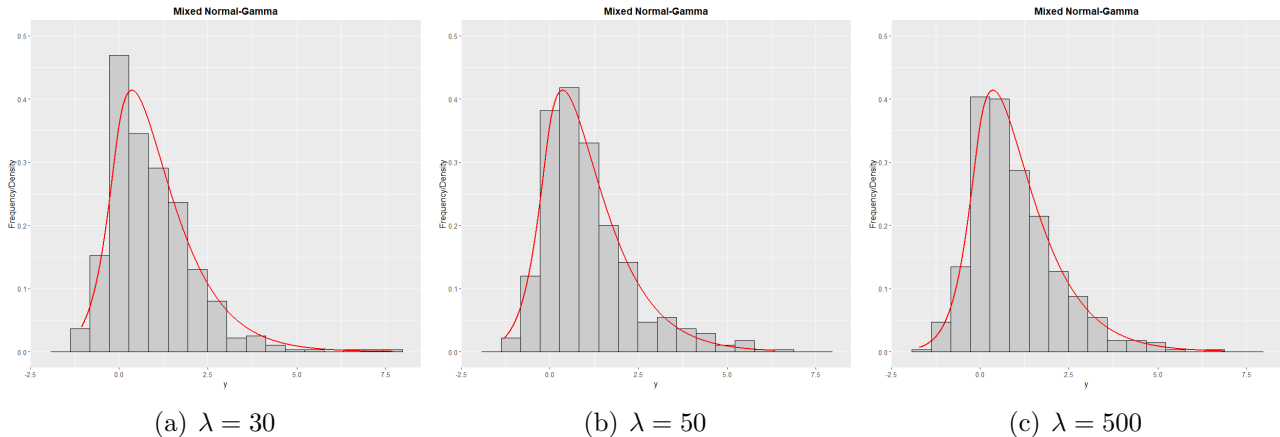 Mixed Normal-Gamma
0.5
0.4
0.3
0.2
0.1
0.0
Frequency/Density
-2.5 0.0 2.5 5.0 7.5
y
(a) λ = 30
Mixed Normal-Gamma
0.5
0.4
0.3
0.2
0.1
0.0
Frequency/Density
-2.5 0.0 2.5 5.0 7.5
y
(b) λ = 50
Mixed Normal-Gamma
0.5
0.4
0.3
0.2
0.1
0.0
Frequency/Density
-2.5 0.0 2.5 5.0 7.5
y
(c) λ = 500